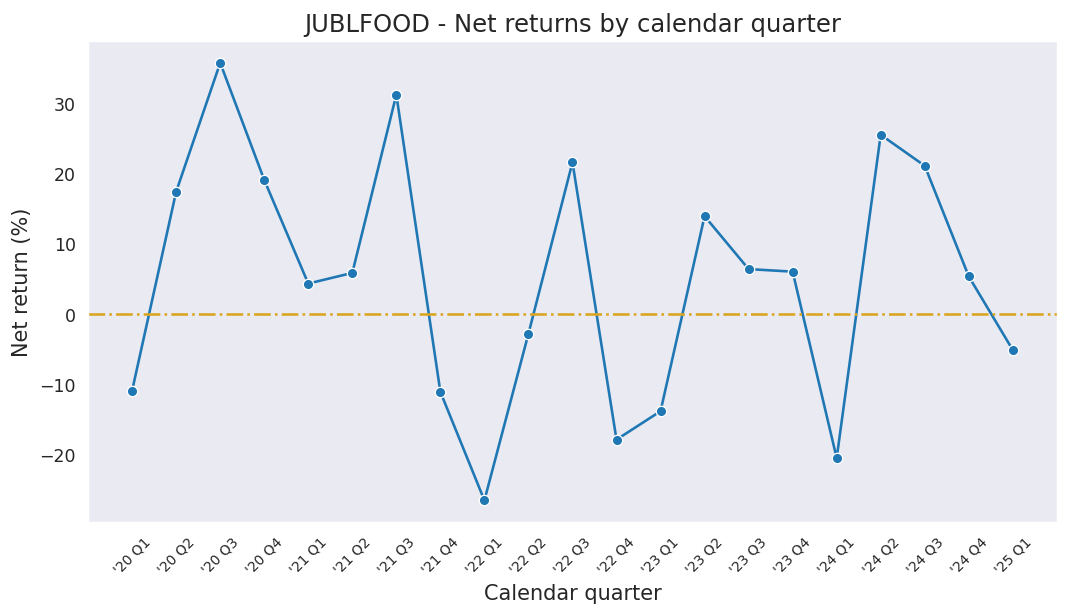 JUBLFOOD - Net returns by calendar quarter
Net return (%)
30
20
10
0
−10
−20
'20 Q1
'20 Q2
'20 Q3
'20 Q4
'21 Q1
'21 Q2
'21 Q3
'21 Q4
'22 Q1
'22 Q2
'22 Q3
'22 Q4
'23 Q1
'23 Q2
'23 Q3
'23 Q4
'24 Q1
'24 Q2
'24 Q3
'24 Q4
'25 Q1
Calendar quarter